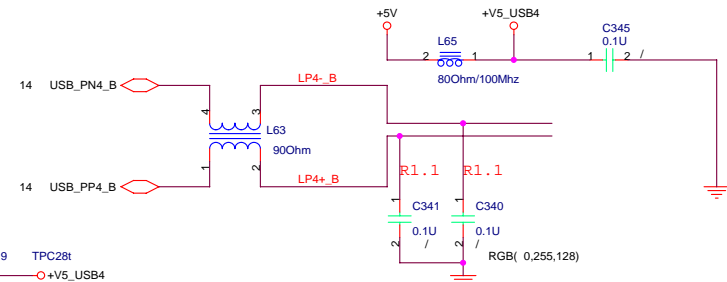 +5V
+V5_USB4
C345
0.1U
L65
2
1
1
2
/
80Ohm/100Mhz
14
USB_PN4_B
LP4-_B
4
3
L63
90Ohm
1
2
14
USB_PP4_B
LP4+_B
R1.1
R1.1
1
1
C341
C340
0.1U
0.1U
2
/
2
/
RGB( 0,255,128)
9
TPC28t
+V5_USB4